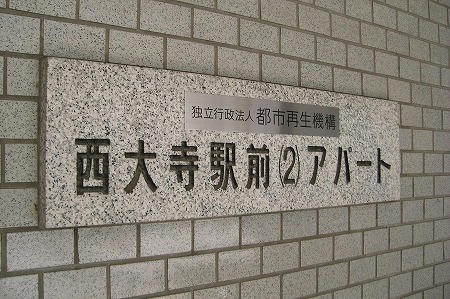 独立行政法人 都市再生機構
西大寺駅前(2)アパート